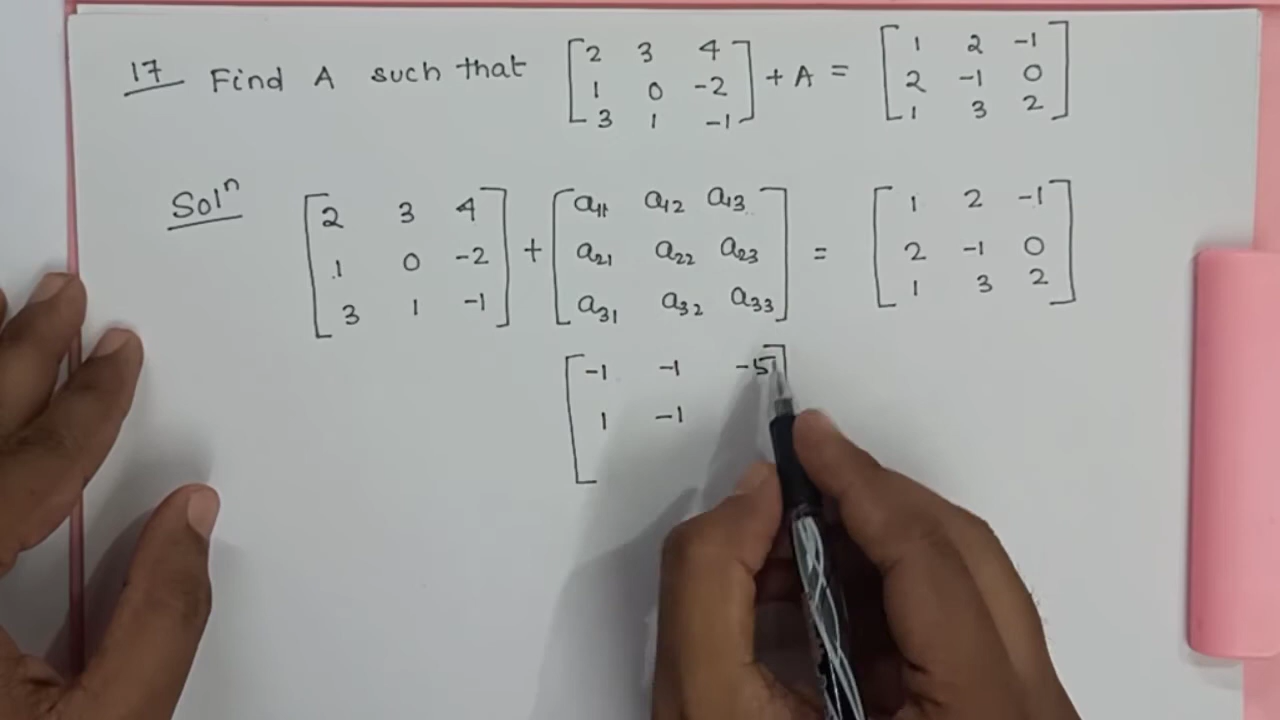 17 Find A such that [2 3 4 + A = [1 2 -1]
1 0 -2 2 -1 0
3 1 -1] 1 3 2
Solⁿ [2 3 4] + [a11 a12 a13] = [1 2 -1]
1 0 -2 a21 a22 a23 2 -1 0
3 1 -1 a31 a32 a33 1 3 2
[-1 -1 -5]
1 -1